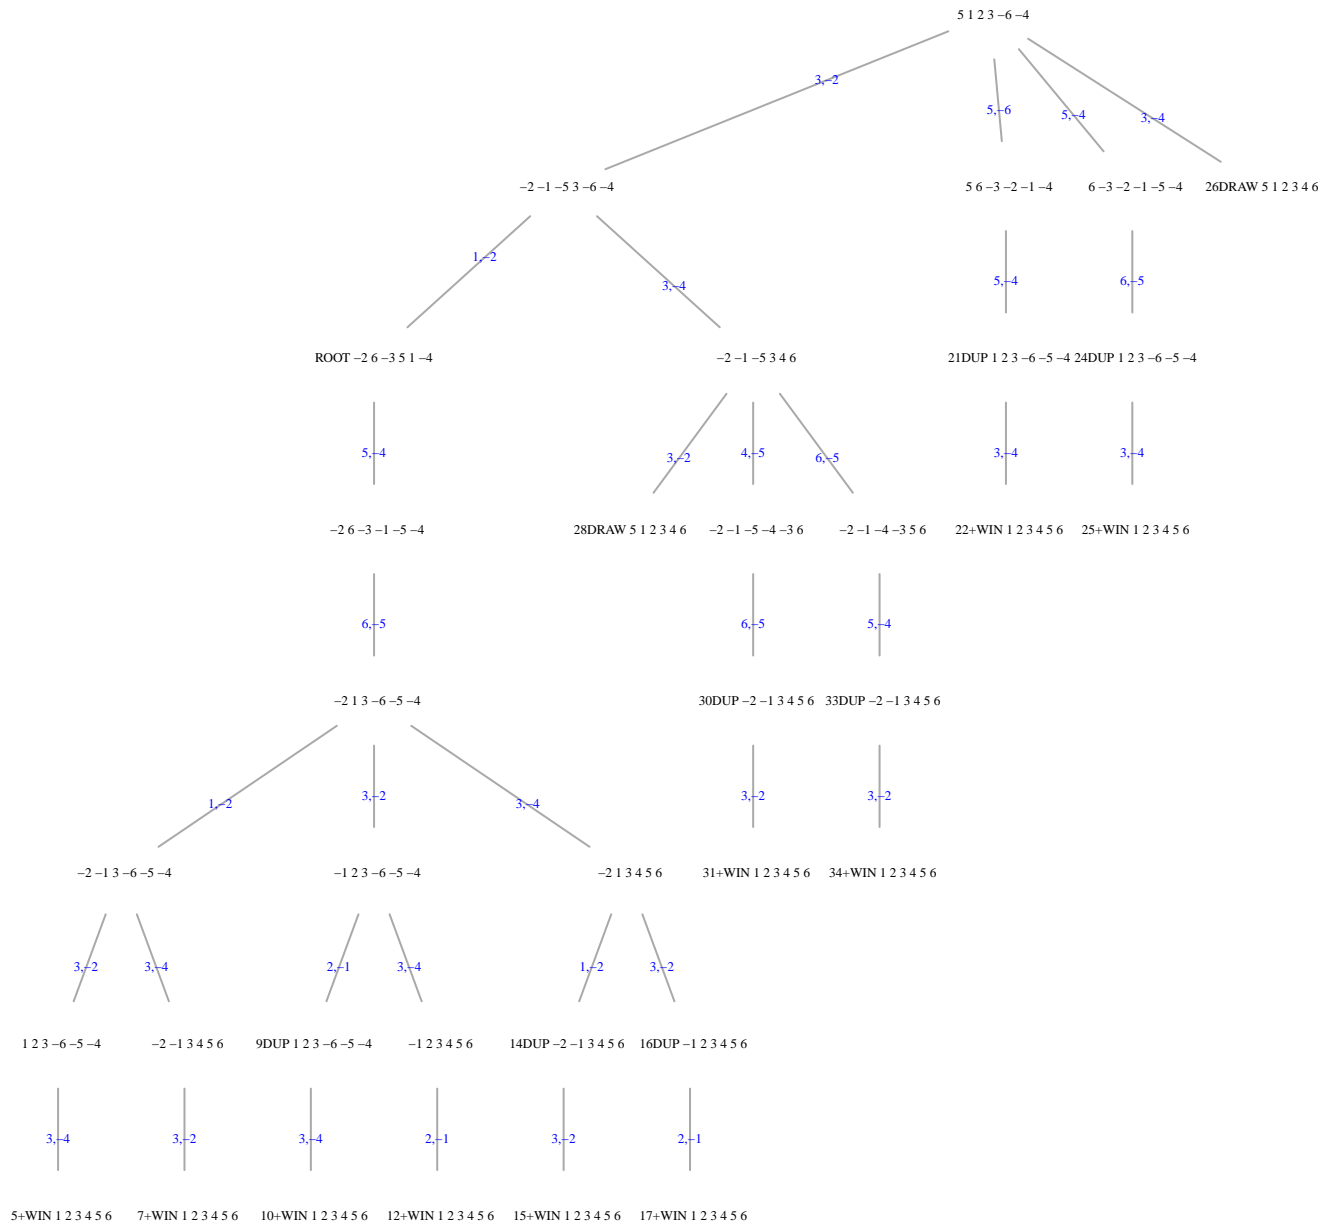 5 1 2 3 −6 −4
3,−2
5,−6
5,−4
3,−4
−2 −1 −5 3 −6 −4
5 6 −3 −2 −1 −4
6 −3 −2 −1 −5 −4
26DRAW 5 1 2 3 4 6
1,−2
3,−4
5,−4
6,−5
ROOT −2 6 −3 5 1 −4
−2 −1 −5 3 4 6
21DUP 1 2 3 −6 −5 −4
24DUP 1 2 3 −6 −5 −4
5,−4
3,−2
4,−5
6,−5
3,−4
3,−4
−2 6 −3 −1 −5 −4
28DRAW 5 1 2 3 4 6
−2 −1 −5 −4 −3 6
−2 −1 −4 −3 5 6
22+WIN 1 2 3 4 5 6
25+WIN 1 2 3 4 5 6
6,−5
6,−5
5,−4
−2 1 3 −6 −5 −4
30DUP −2 −1 3 4 5 6
33DUP −2 −1 3 4 5 6
1,−2
3,−2
3,−4
3,−2
3,−2
−2 −1 3 −6 −5 −4
−1 2 3 −6 −5 −4
−2 1 3 4 5 6
31+WIN 1 2 3 4 5 6
34+WIN 1 2 3 4 5 6
3,−2
3,−4
2,−1
3,−4
1,−2
3,−2
1 2 3 −6 −5 −4
−2 −1 3 4 5 6
9DUP 1 2 3 −6 −5 −4
−1 2 3 4 5 6
14DUP −2 −1 3 4 5 6
16DUP −1 2 3 4 5 6
3,−4
3,−2
3,−4
2,−1
3,−2
2,−1
5+WIN 1 2 3 4 5 6
7+WIN 1 2 3 4 5 6
10+WIN 1 2 3 4 5 6
12+WIN 1 2 3 4 5 6
15+WIN 1 2 3 4 5 6
17+WIN 1 2 3 4 5 6